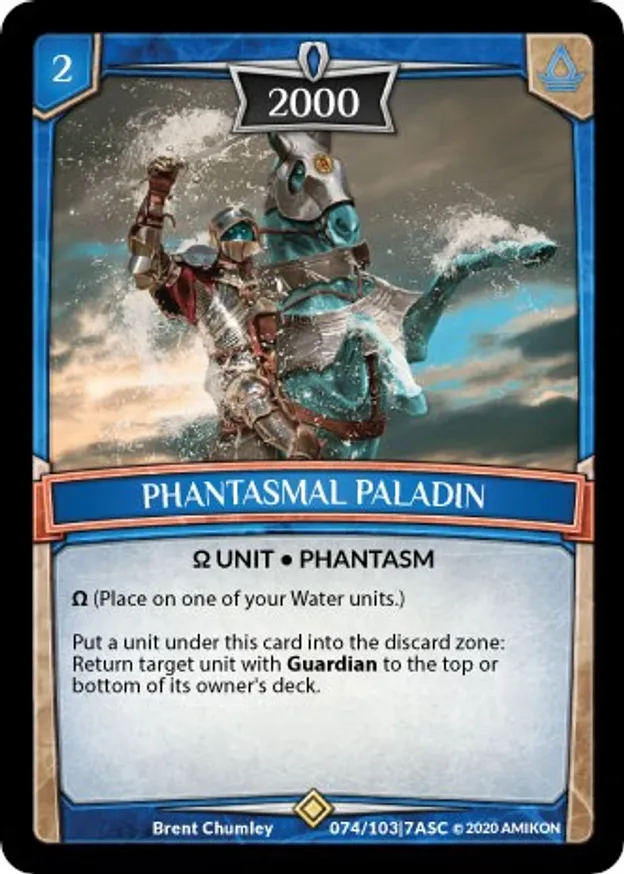 2
2000
PHANTASMAL PALADIN
Ω UNIT • PHANTASM
Ω (Place on one of your Water units.)
Put a unit under this card into the discard zone:
Return target unit with Guardian to the top or
bottom of its owner's deck.
Brent Chumley 074/103|7ASC © 2020 AMIKON